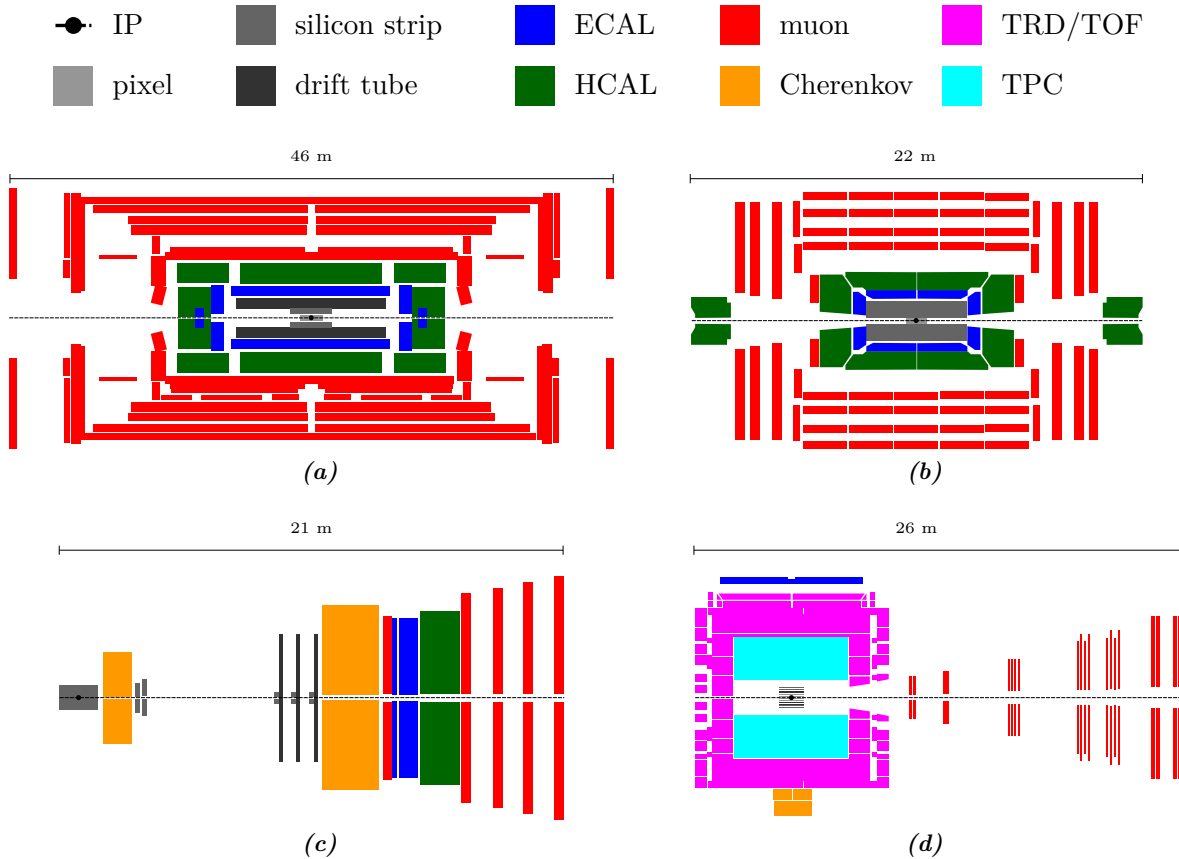 IP silicon strip ECAL muon TRD/TOF
pixel drift tube HCAL Cherenkov TPC
46 m 22 m
(a) (b)
21 m 26 m
(c) (d)